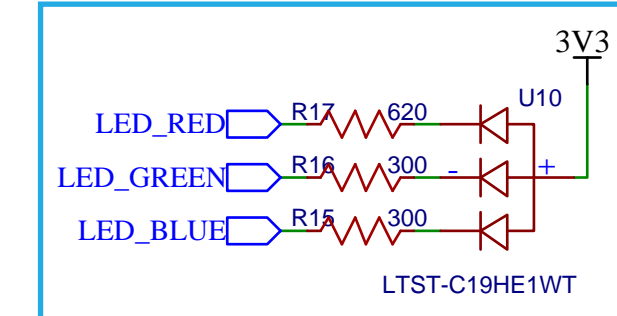 3V3
U10
LED_RED R17 620
LED_GREEN R16 300 - +
LED_BLUE R15 300
LTST-C19HE1WT